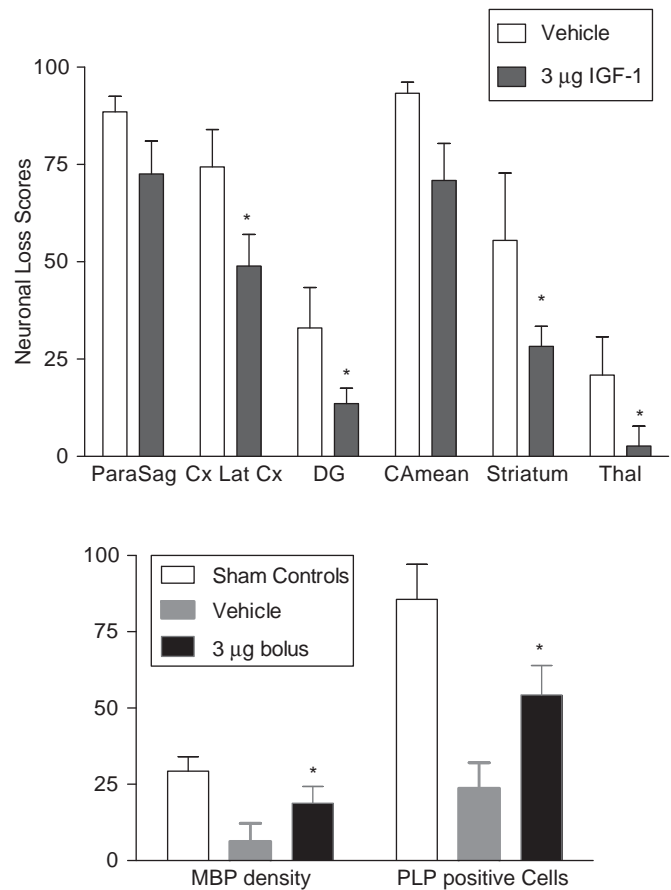 Vehicle
3 μg IGF-1
100
75
50
25
0
Neuronal Loss Scores
*
*
*
*
ParaSag Cx Lat Cx DG CAmean Striatum Thal
100
75
50
25
0
Sham Controls
Vehicle
3 μg bolus
*
*
MBP density PLP positive Cells